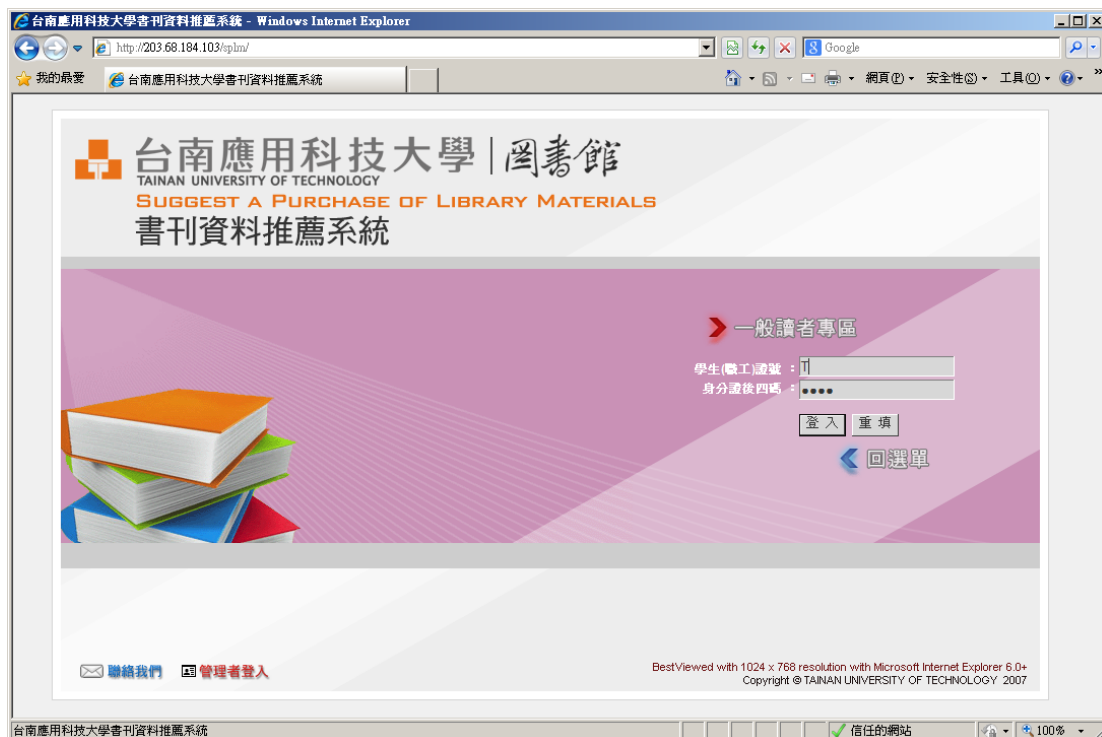 台南應用科技大學書刊資料推薦系統 - Windows Internet Explorer
http://203.68.184.103/splm/
Google
我的最愛
台南應用科技大學書刊資料推薦系統
網頁(P)
安全性(S)
工具(O)
»
台南應用科技大學|圖書館
TAINAN UNIVERSITY OF TECHNOLOGY
SUGGEST A PURCHASE OF LIBRARY MATERIALS
書刊資料推薦系統
一般讀者專區
學生(職工)證號 : T
身分證後四碼 : ••••
登 入 重 填
回選單
聯絡我們 管理者登入
BestViewed with 1024 x 768 resolution with Microsoft Internet Explorer 6.0+
Copyright © TAINAN UNIVERSITY OF TECHNOLOGY 2007
台南應用科技大學書刊資料推薦系統
信任的網站
100%